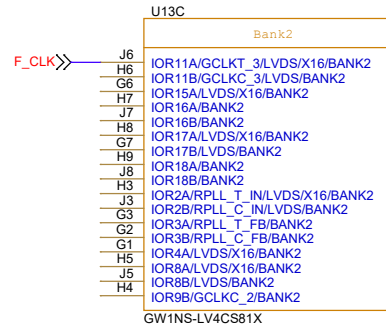 U13C
Bank2
F_CLK
J6 IOR11A/GCLKT_3/LVDS/X16/BANK2
H6 IOR11B/GCLKC_3/LVDS/BANK2
G6 IOR15A/LVDS/X16/BANK2
H7 IOR16A/BANK2
J7 IOR16B/BANK2
H8 IOR17A/LVDS/X16/BANK2
G7 IOR17B/LVDS/BANK2
H9 IOR18A/BANK2
J8 IOR18B/BANK2
H3 IOR2A/RPLL_T_IN/LVDS/X16/BANK2
J3 IOR2B/RPLL_C_IN/LVDS/BANK2
G3 IOR3A/RPLL_T_FB/BANK2
G2 IOR3B/RPLL_C_FB/BANK2
G1 IOR4A/LVDS/X16/BANK2
H5 IOR8A/LVDS/X16/BANK2
J5 IOR8B/LVDS/BANK2
H4 IOR9B/GCLKC_2/BANK2
GW1NS-LV4CS81X